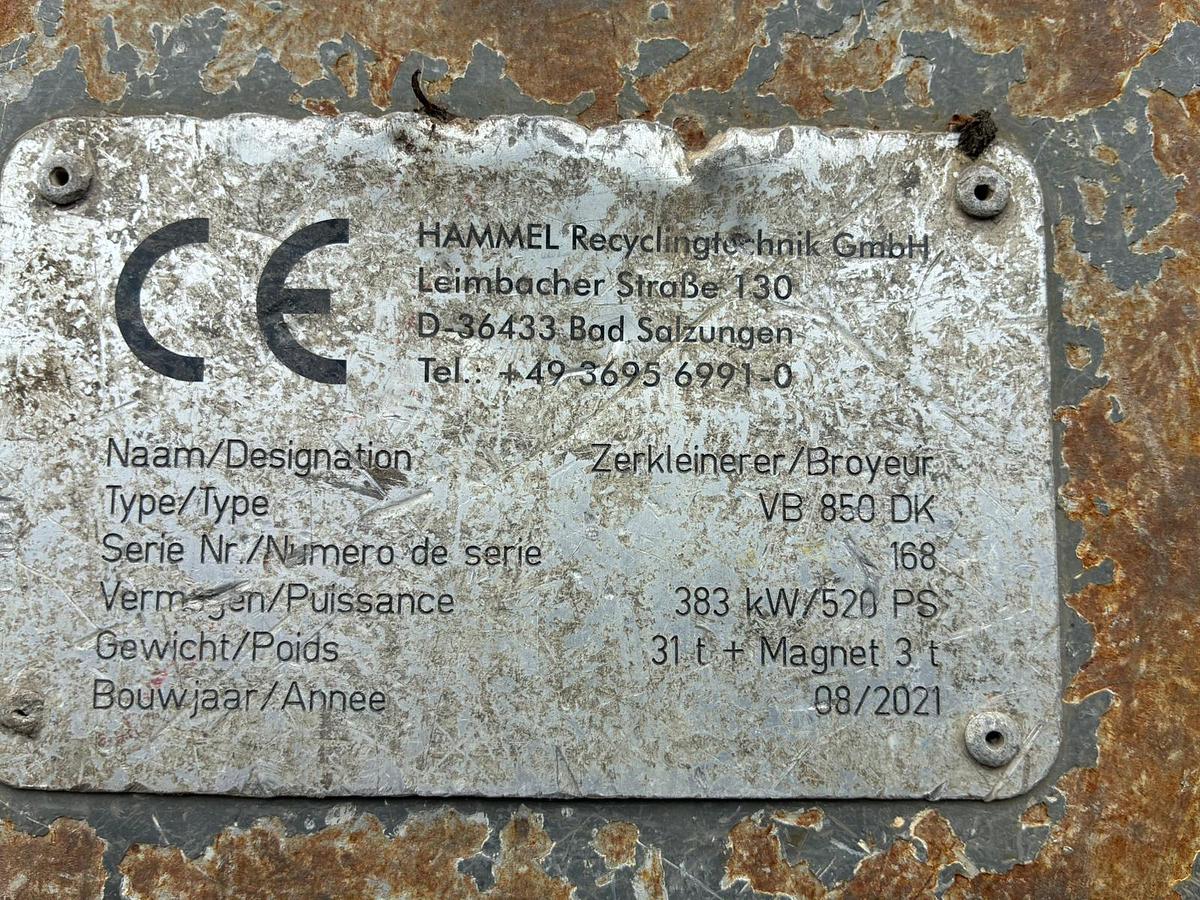 CE
HAMMEL Recyclingtechnik GmbH
Leimbacher Straße 130
D-36433 Bad Salzungen
Tel.: +49 3695 6991-0
Naam/Designation Zerkleinerer/Broyeur
Type/Type VB 850 DK
Serie Nr./Numero de serie 168
Vermogen/Puissance 383 kW/520 PS
Gewicht/Poids 31 t + Magnet 3 t
Bouwjaar/Annee 08/2021